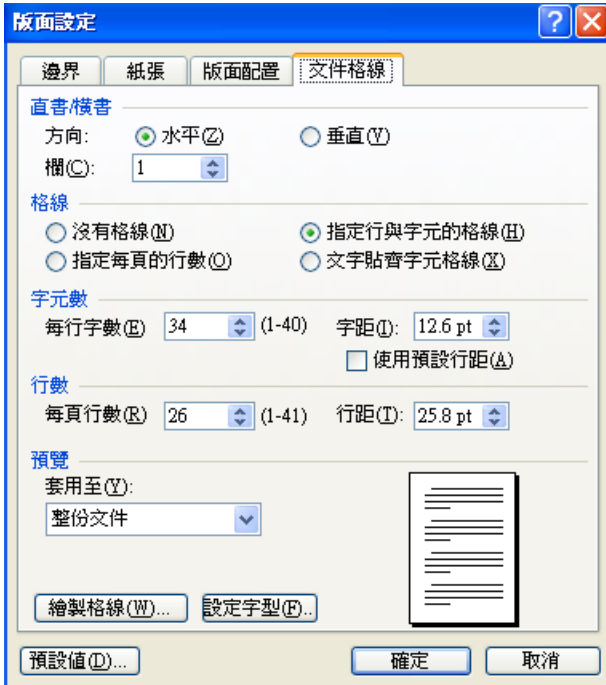 版面設定
邊界 紙張 版面配置 文件格線
直書/橫書
方向: 水平(Z) 垂直(V)
欄(C): 1
格線
沒有格線(N) 指定行與字元的格線(H)
指定每頁的行數(O) 文字貼齊字元格線(X)
字元數
每行字數(E) 34 (1-40) 字距(I): 12.6 pt
使用預設行距(A)
行數
每頁行數(R) 26 (1-41) 行距(T): 25.8 pt
預覽
套用至(Y):
整份文件
繪製格線(W)... 設定字型(F)..
預設值(D)... 確定 取消